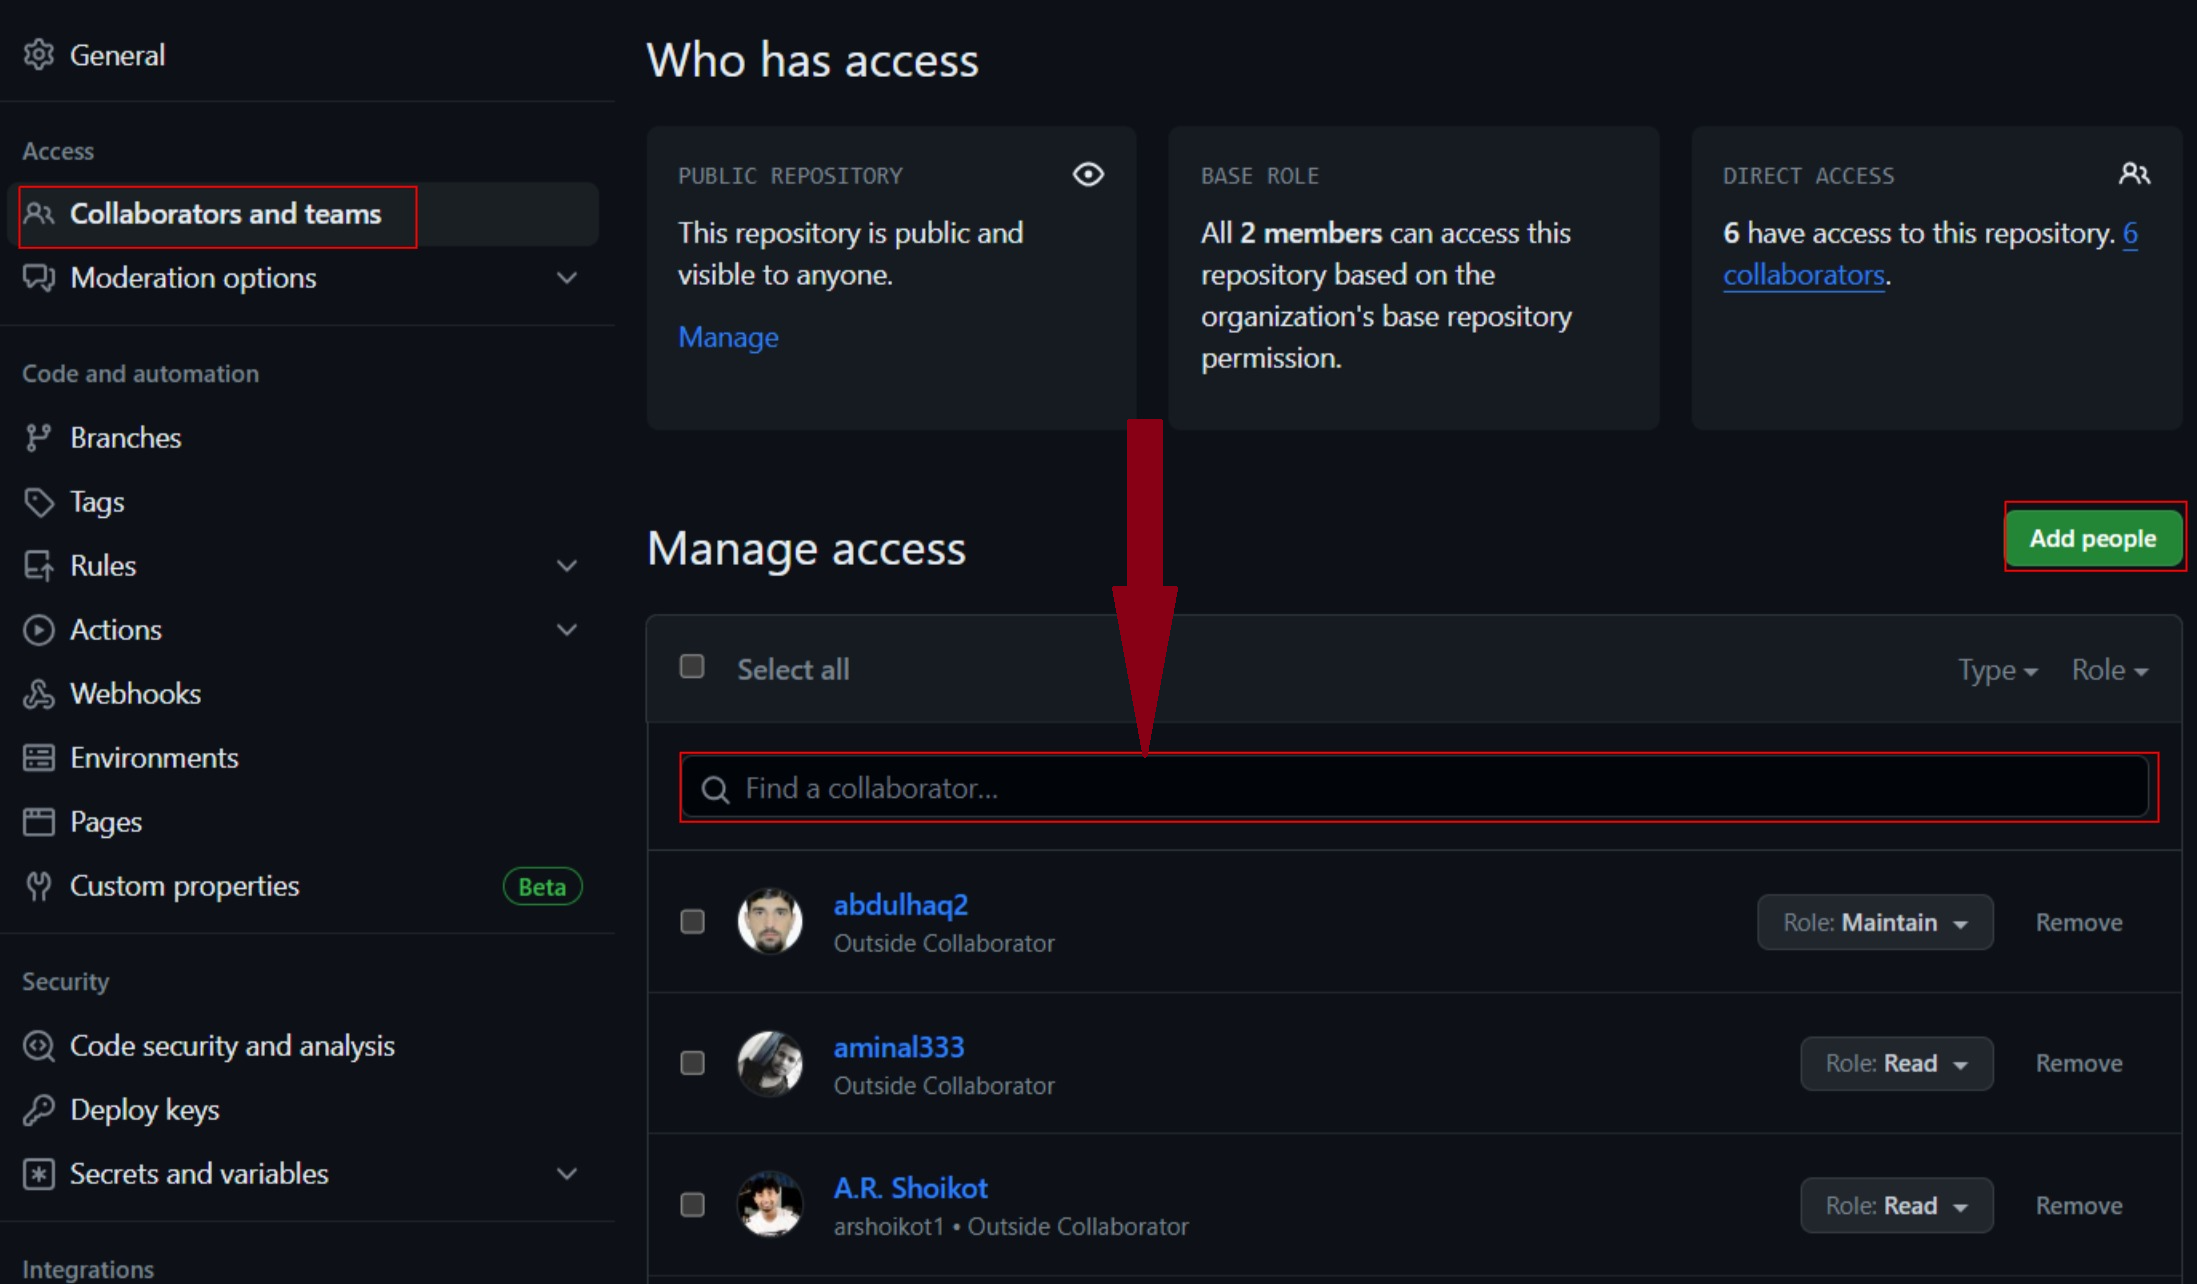 General
Access
Collaborators and teams
Moderation options
Code and automation
Branches
Tags
Rules
Actions
Webhooks
Environments
Pages
Custom properties Beta
Security
Code security and analysis
Deploy keys
Secrets and variables
Integrations
Who has access
PUBLIC REPOSITORY
This repository is public and
visible to anyone.
Manage
BASE ROLE
All 2 members can access this
repository based on the
organization's base repository
permission.
DIRECT ACCESS
6 have access to this repository. 6
collaborators.
Manage access
Add people
Select all Type Role
Find a collaborator...
abdulhaq2
Outside Collaborator
Role: Maintain Remove
aminal333
Outside Collaborator
Role: Read Remove
A.R. Shoikot
arshoikot1 • Outside Collaborator
Role: Read Remove